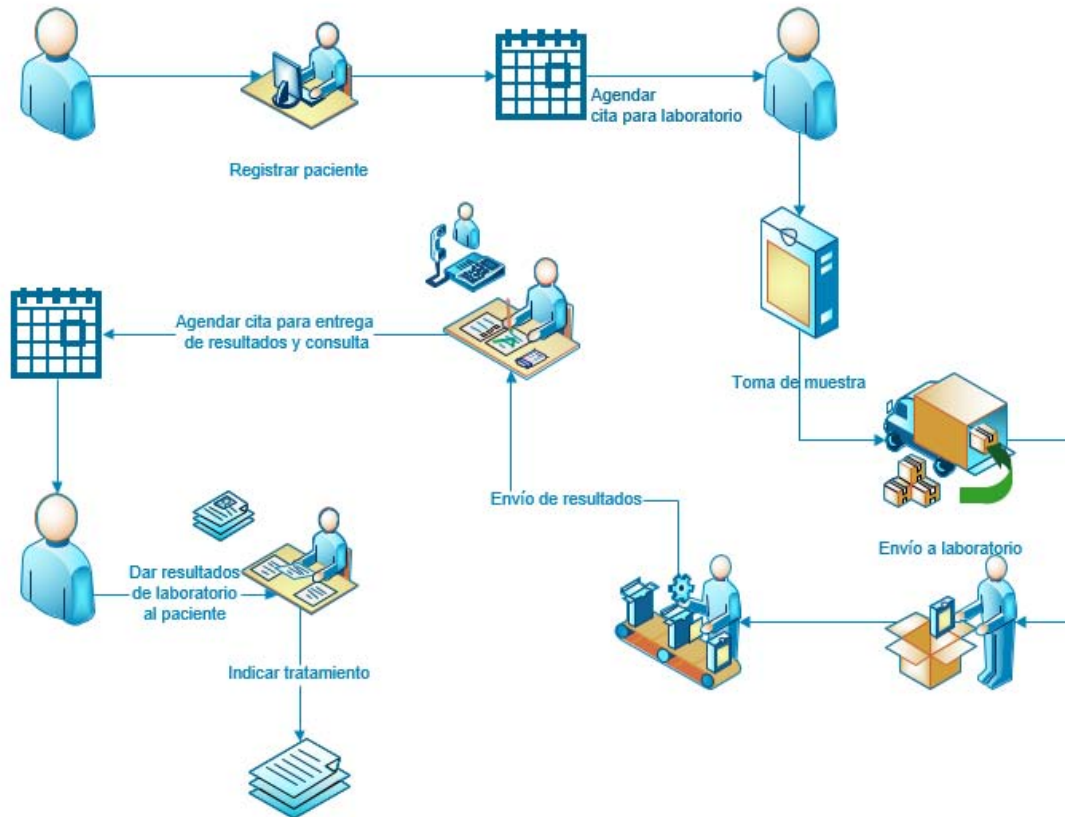 Agendar
cita para laboratorio
Registrar paciente
Agendar cita para entrega
de resultados y consulta
Toma de muestra
Envío de resultados
Envío a laboratorio
Dar resultados
de laboratorio
al paciente
Indicar tratamiento